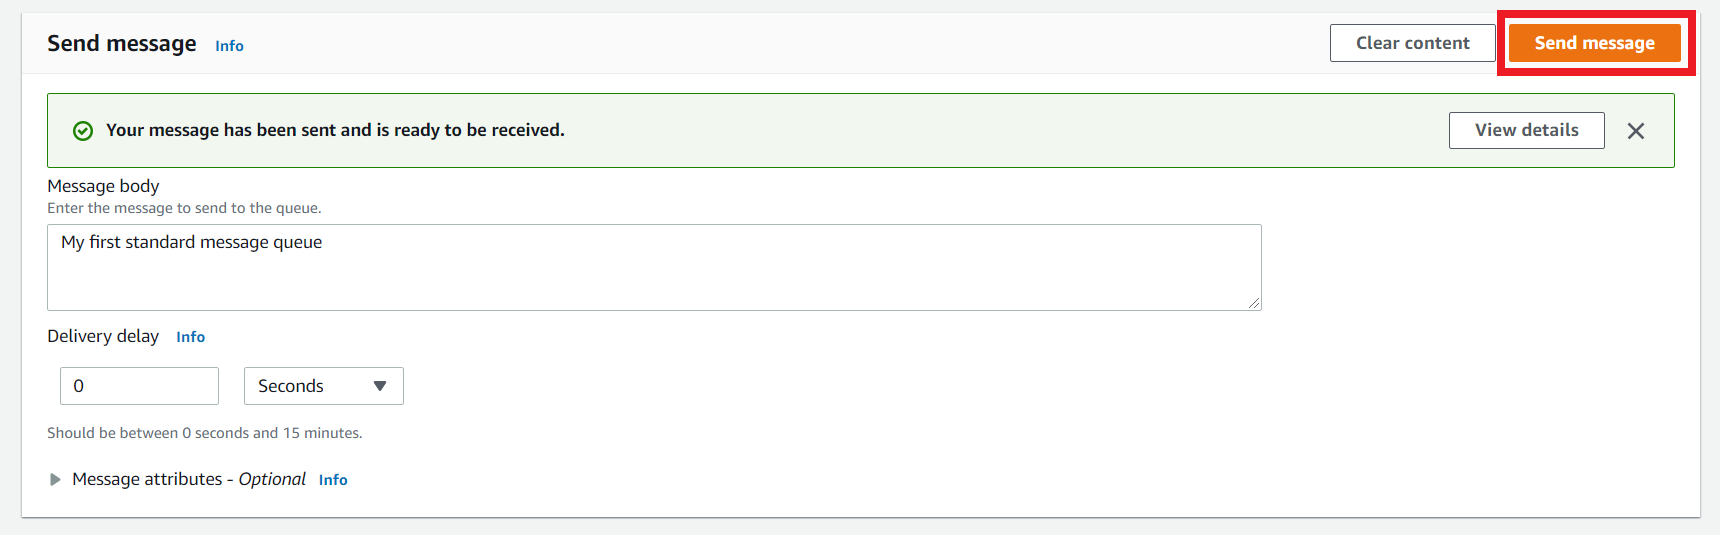 Send message Info Clear content Send message
Your message has been sent and is ready to be received. View details
Message body
Enter the message to send to the queue.
My first standard message queue
Delivery delay Info
0 Seconds
Should be between 0 seconds and 15 minutes.
Message attributes - Optional Info